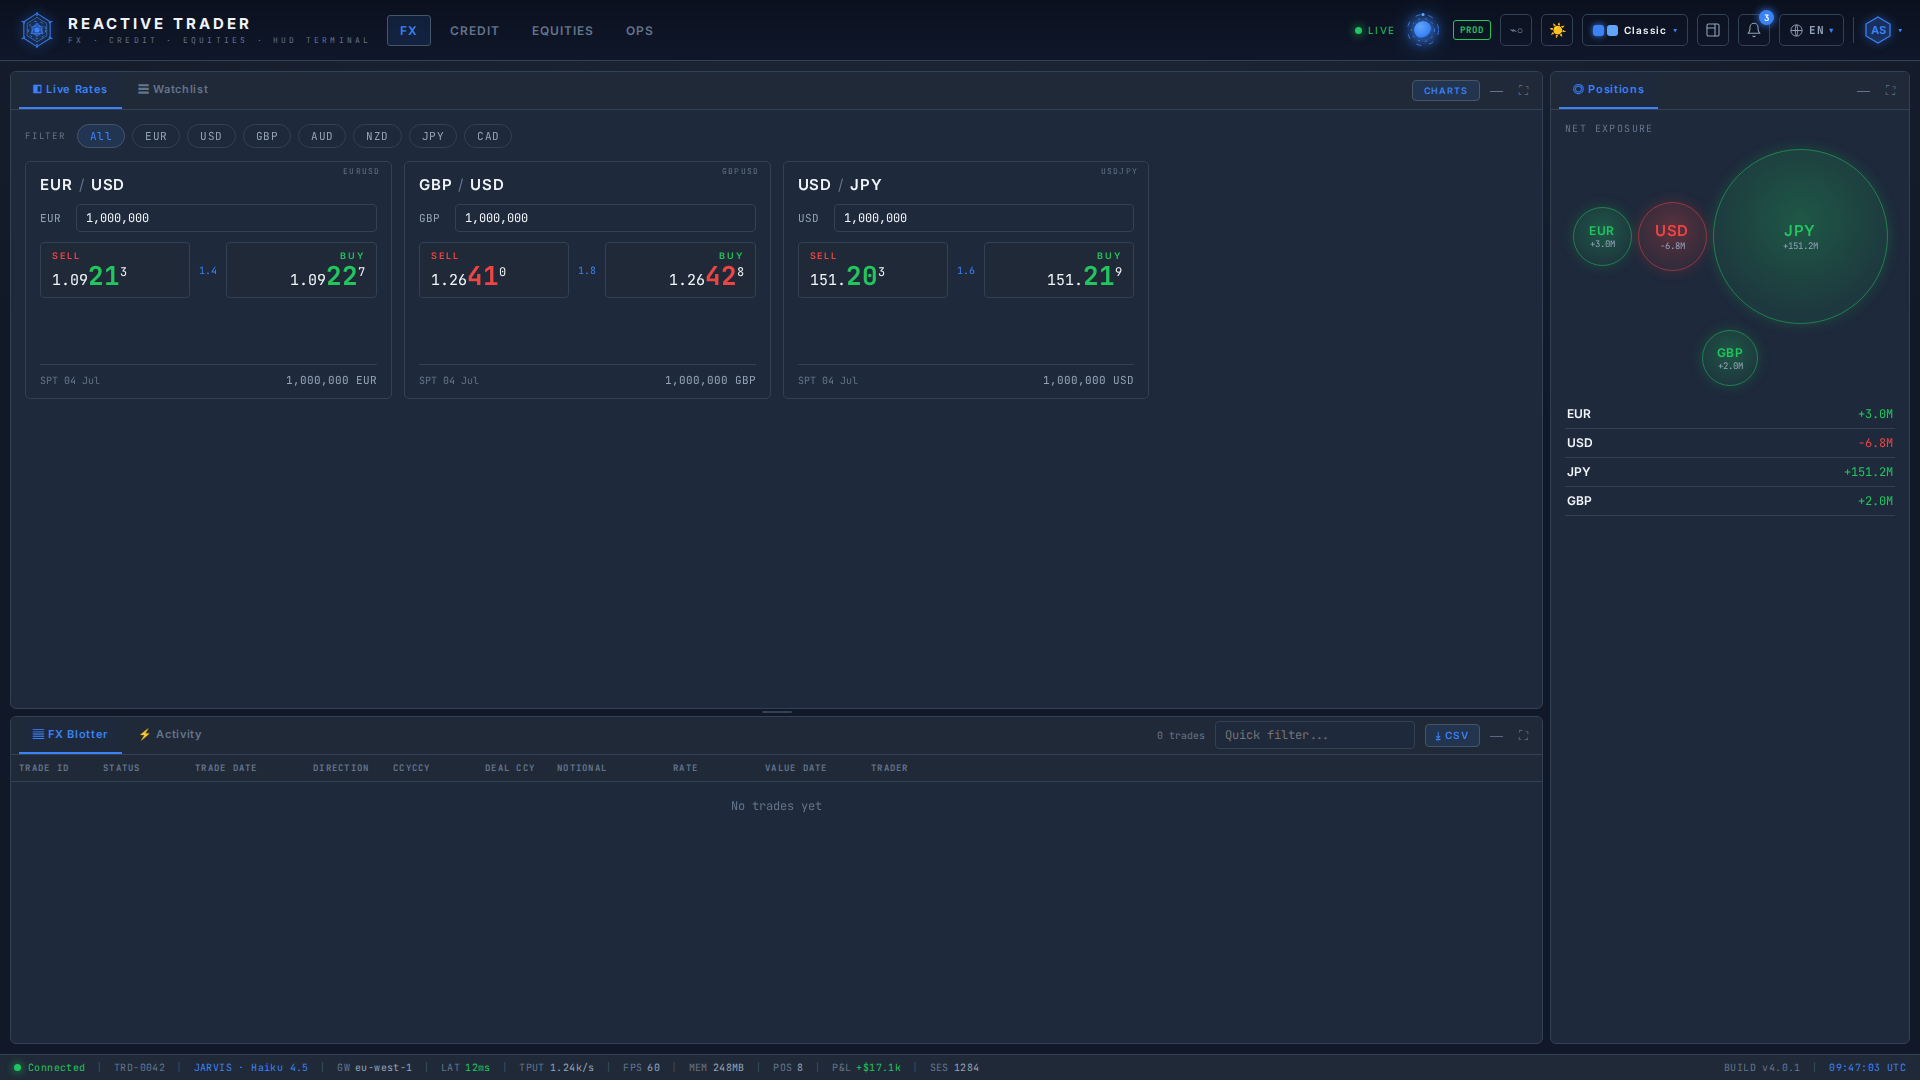 REACTIVE TRADER
FX · CREDIT · EQUITIES · HUD TERMINAL
FX CREDIT EQUITIES OPS
LIVE PROD Classic 3 EN AS
Live Rates Watchlist CHARTS
FILTER All EUR USD GBP AUD NZD JPY CAD
EURUSD
EUR / USD
EUR 1,000,000
SELL 1.09213
1.4
BUY 1.09227
SPT 04 Jul 1,000,000 EUR
GBPUSD
GBP / USD
GBP 1,000,000
SELL 1.26410
1.8
BUY 1.26428
SPT 04 Jul 1,000,000 GBP
USDJPY
USD / JPY
USD 1,000,000
SELL 151.203
1.6
BUY 151.219
SPT 04 Jul 1,000,000 USD
Positions
NET EXPOSURE
EUR +3.0M
USD -6.8M
JPY +151.2M
GBP +2.0M
EUR +3.0M
USD -6.8M
JPY +151.2M
GBP +2.0M
FX Blotter Activity 0 trades Quick filter... CSV
TRADE ID STATUS TRADE DATE DIRECTION CCYCCY DEAL CCY NOTIONAL RATE VALUE DATE TRADER
No trades yet
Connected TRD-0042 JARVIS · Haiku 4.5 GW eu-west-1 LAT 12ms TPUT 1.24k/s FPS 60 MEM 248MB POS 8 P&L +$17.1k SES 1284 BUILD v4.0.1 09:47:03 UTC